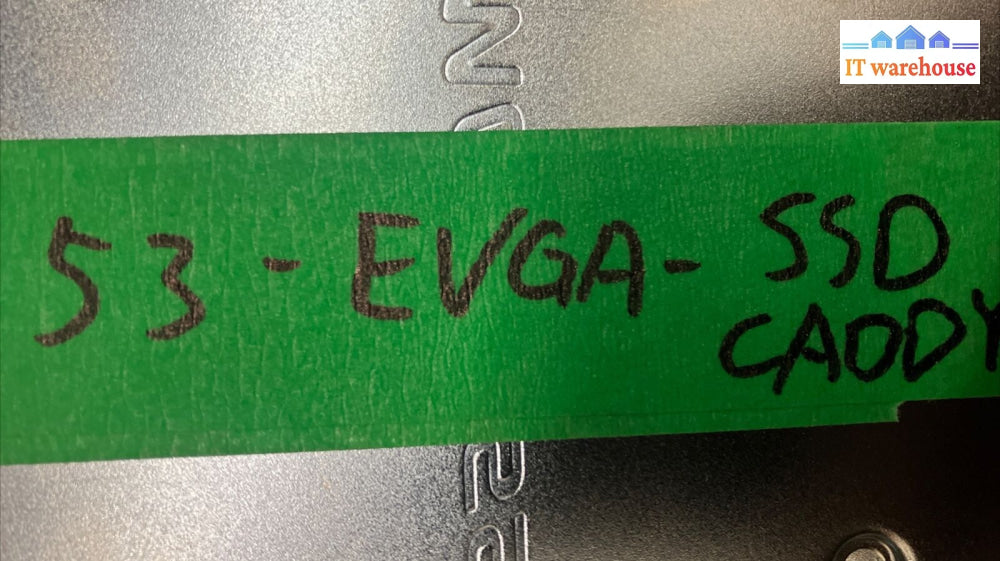 IT warehouse
53 - EVGA - SSD
CADDY